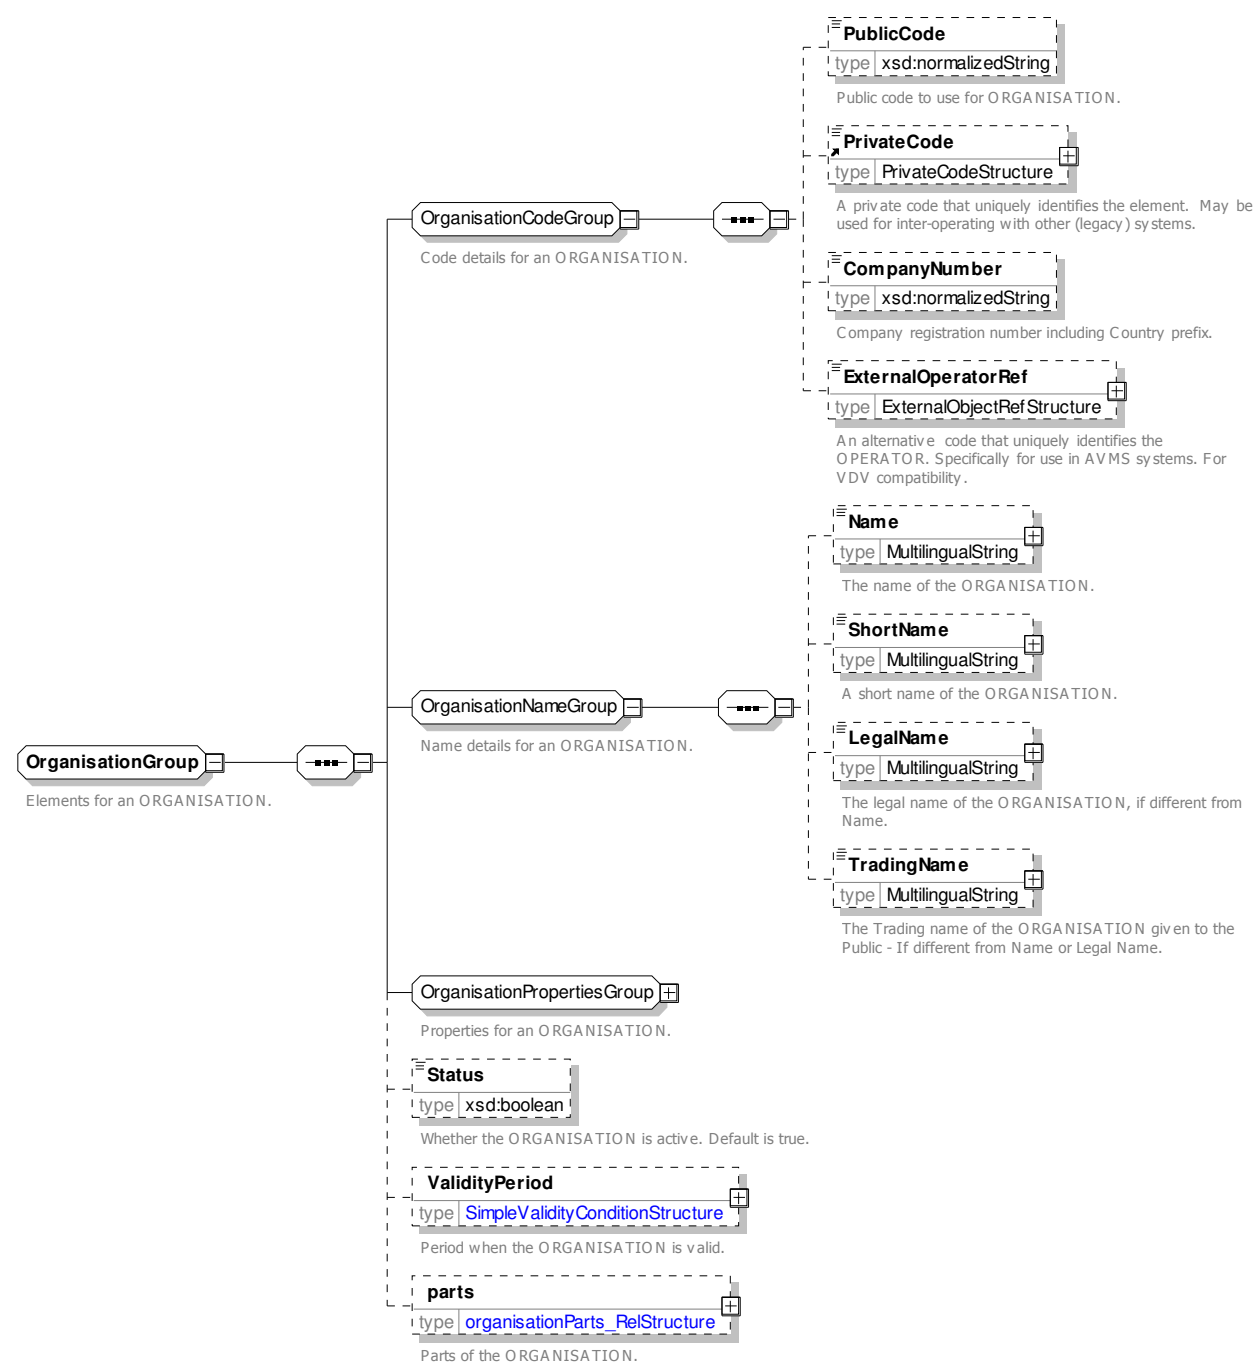 PublicCode
type xsd:normalizedString
Public code to use for ORGANISATION.
PrivateCode
type PrivateCodeStructure
A private code that uniquely identifies the element. May be
used for inter-operating with other (legacy) systems.
OrganisationCodeGroup
Code details for an ORGANISATION.
CompanyNumber
type xsd:normalizedString
Company registration number including Country prefix.
ExternalOperatorRef
type ExternalObjectRefStructure
An alternative code that uniquely identifies the
OPERATOR. Specifically for use in AVMS systems. For
VDV compatibility.
Name
type MultilingualString
The name of the ORGANISATION.
ShortName
type MultilingualString
A short name of the ORGANISATION.
OrganisationNameGroup
Name details for an ORGANISATION.
LegalName
type MultilingualString
The legal name of the ORGANISATION, if different from
Name.
OrganisationGroup
Elements for an ORGANISATION.
TradingName
type MultilingualString
The Trading name of the ORGANISATION given to the
Public - If different from Name or Legal Name.
OrganisationPropertiesGroup
Properties for an ORGANISATION.
Status
type xsd:boolean
Whether the ORGANISATION is active. Default is true.
ValidityPeriod
type SimpleValidityConditionStructure
Period when the ORGANISATION is valid.
parts
type organisationParts_RelStructure
Parts of the ORGANISATION.